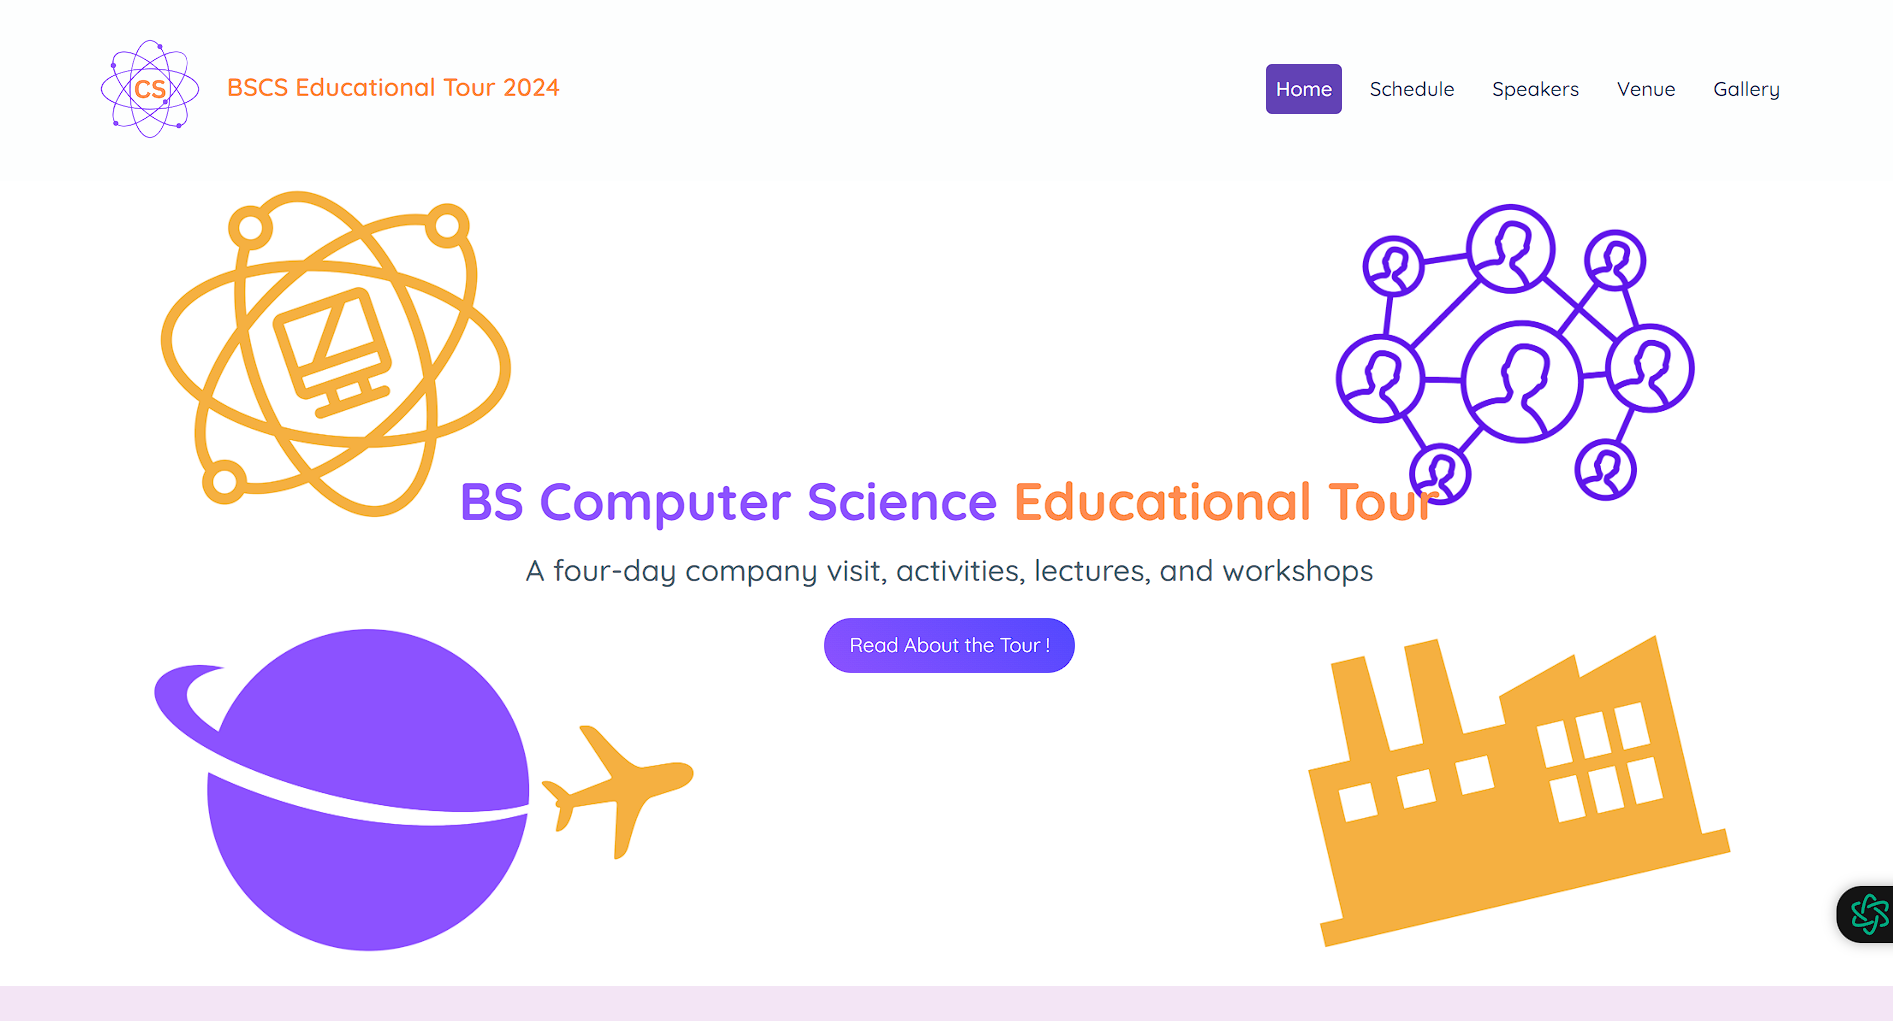 CS
BSCS Educational Tour 2024
Home
Schedule
Speakers
Venue
Gallery
BS Computer Science Educational Tour
A four-day company visit, activities, lectures, and workshops
Read About the Tour !